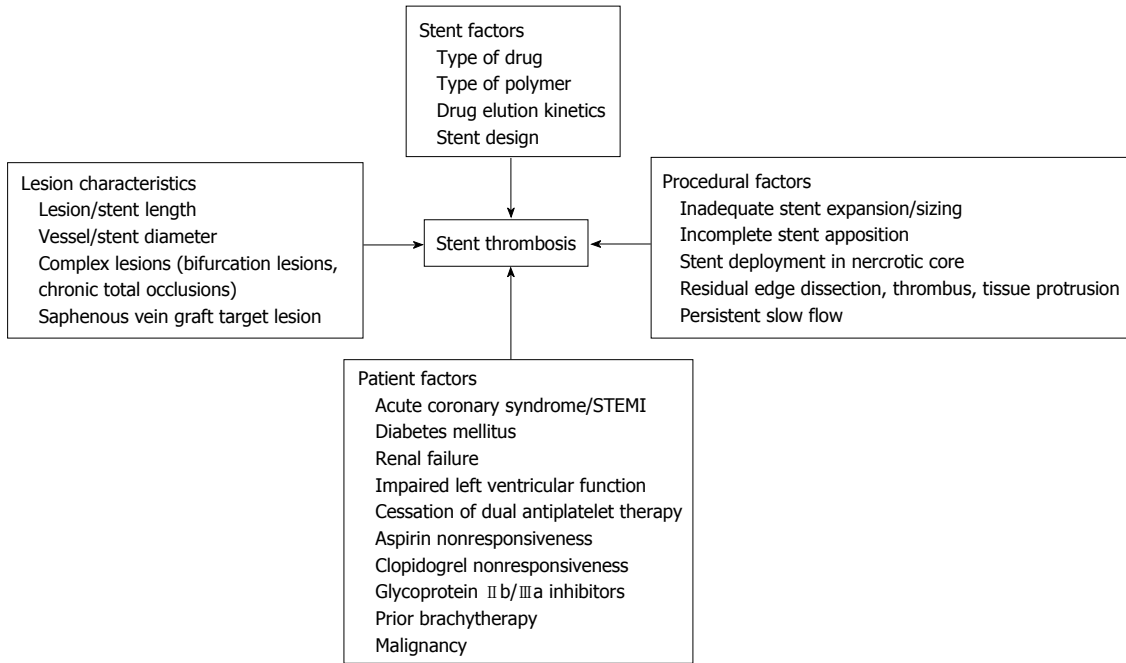 Stent factors
Type of drug
Type of polymer
Drug elution kinetics
Stent design
Lesion characteristics
Lesion/stent length
Vessel/stent diameter
Complex lesions (bifurcation lesions,
chronic total occlusions)
Saphenous vein graft target lesion
Stent thrombosis
Procedural factors
Inadequate stent expansion/sizing
Incomplete stent apposition
Stent deployment in nercrotic core
Residual edge dissection, thrombus, tissue protrusion
Persistent slow flow
Patient factors
Acute coronary syndrome/STEMI
Diabetes mellitus
Renal failure
Impaired left ventricular function
Cessation of dual antiplatelet therapy
Aspirin nonresponsiveness
Clopidogrel nonresponsiveness
Glycoprotein Ⅱb/Ⅲa inhibitors
Prior brachytherapy
Malignancy